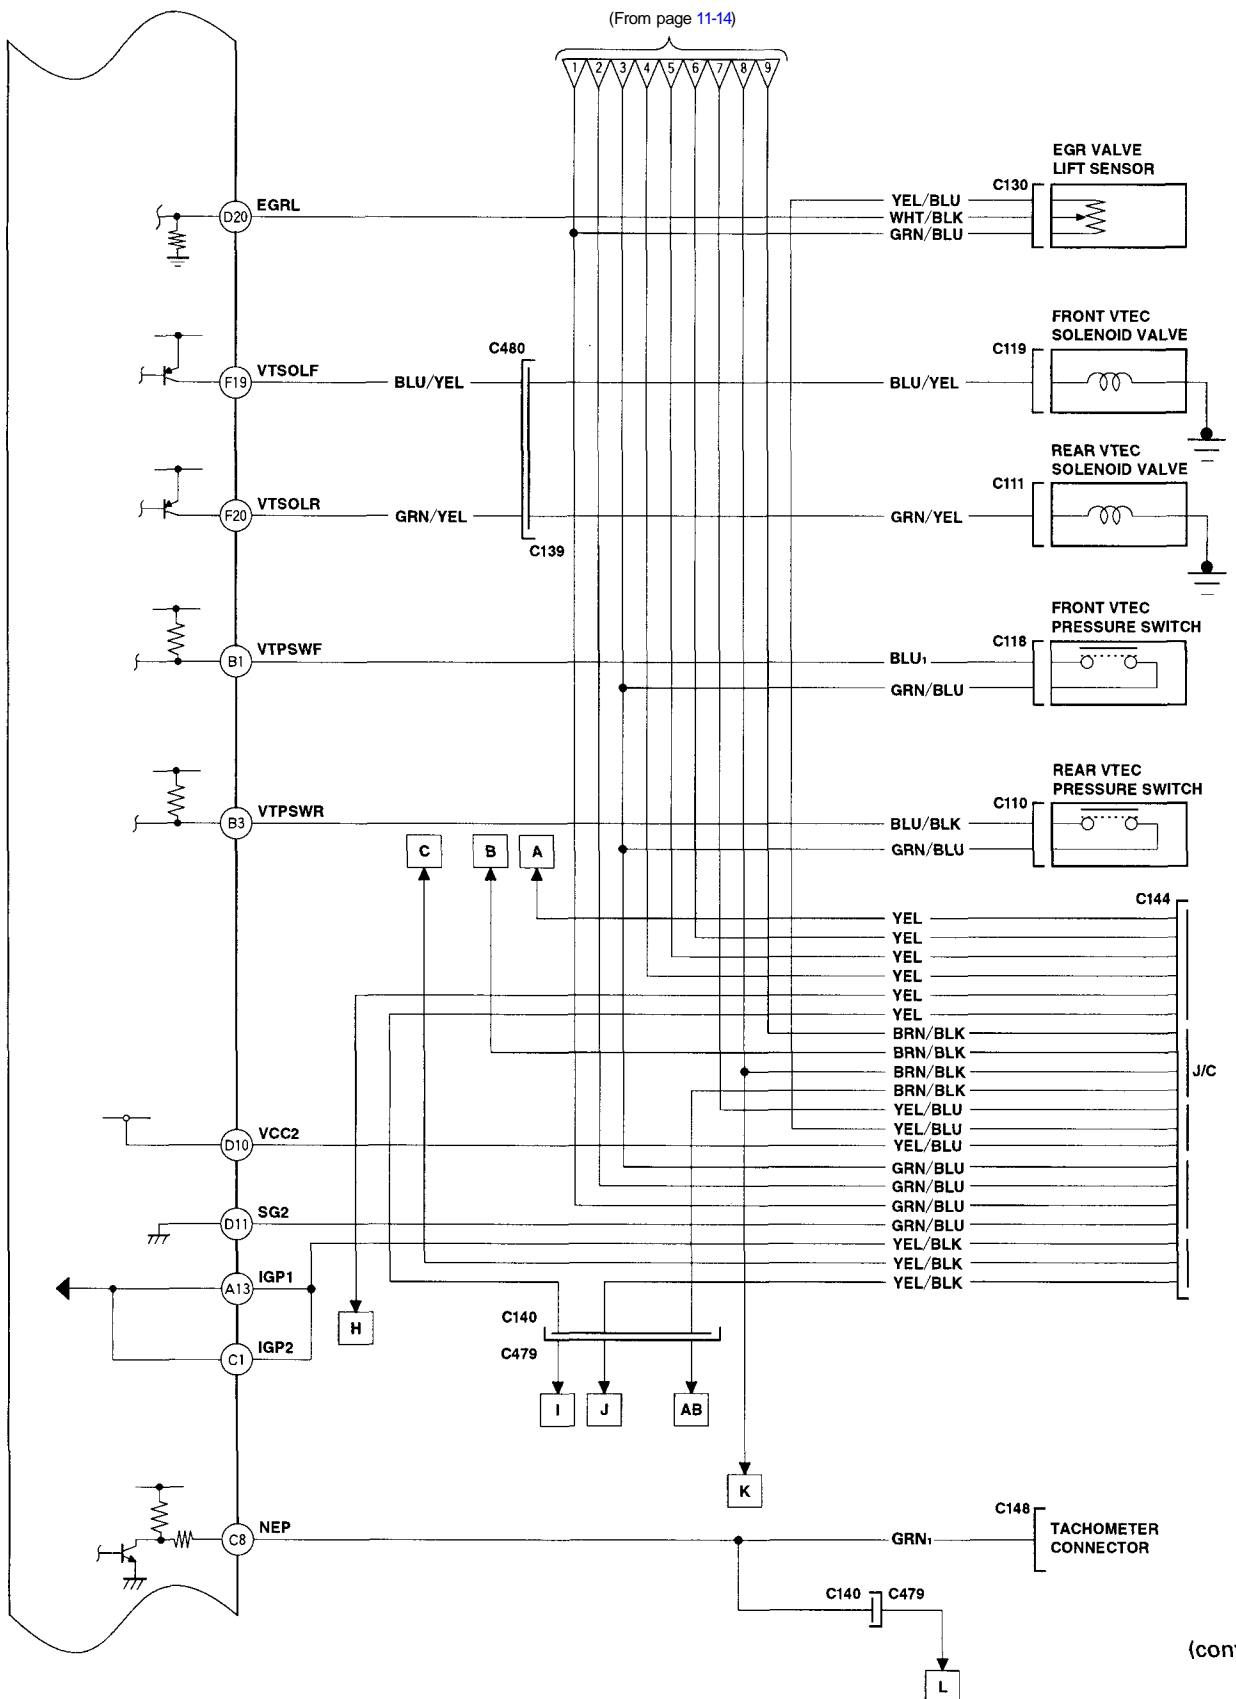 (From page 11-14)
1 2 3 4 5 6 7 8 9
EGR VALVE
LIFT SENSOR
C130
YEL/BLU
D20
EGRL
WHT/BLK
GRN/BLU
FRONT VTEC
SOLENOID VALVE
C480
C119
F19
VTSOLF
BLU/YEL
BLU/YEL
REAR VTEC
SOLENOID VALVE
C111
F20
VTSOLR
GRN/YEL
GRN/YEL
C139
FRONT VTEC
PRESSURE SWITCH
C118
B1
VTPSWF
BLU1
GRN/BLU
REAR VTEC
PRESSURE SWITCH
C110
B3
VTPSWR
BLU/BLK
C
B
A
GRN/BLU
C144
YEL
YEL
YEL
YEL
YEL
YEL
BRN/BLK
BRN/BLK
BRN/BLK
J/C
BRN/BLK
YEL/BLU
YEL/BLU
D10
VCC2
YEL/BLU
GRN/BLU
GRN/BLU
GRN/BLU
D11
SG2
GRN/BLU
YEL/BLK
YEL/BLK
A13
IGP1
YEL/BLK
H
C140
C1
IGP2
C479
I
J
AB
K
C148
C8
NEP
GRN1
TACHOMETER
CONNECTOR
C140
C479
L